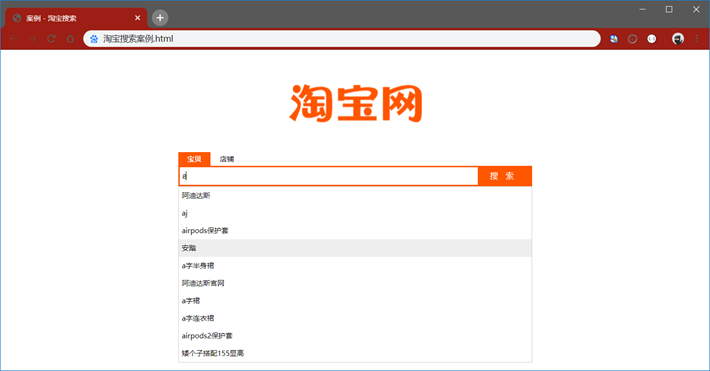 案例 - 淘宝搜索
淘宝搜索案例.html
淘宝网
宝贝 店铺
a 搜 索
阿迪达斯
aj
airpods保护套
安踏
a字半身裙
阿迪达斯官网
a字裙
a字连衣裙
airpods2保护套
矮个子搭配155显高